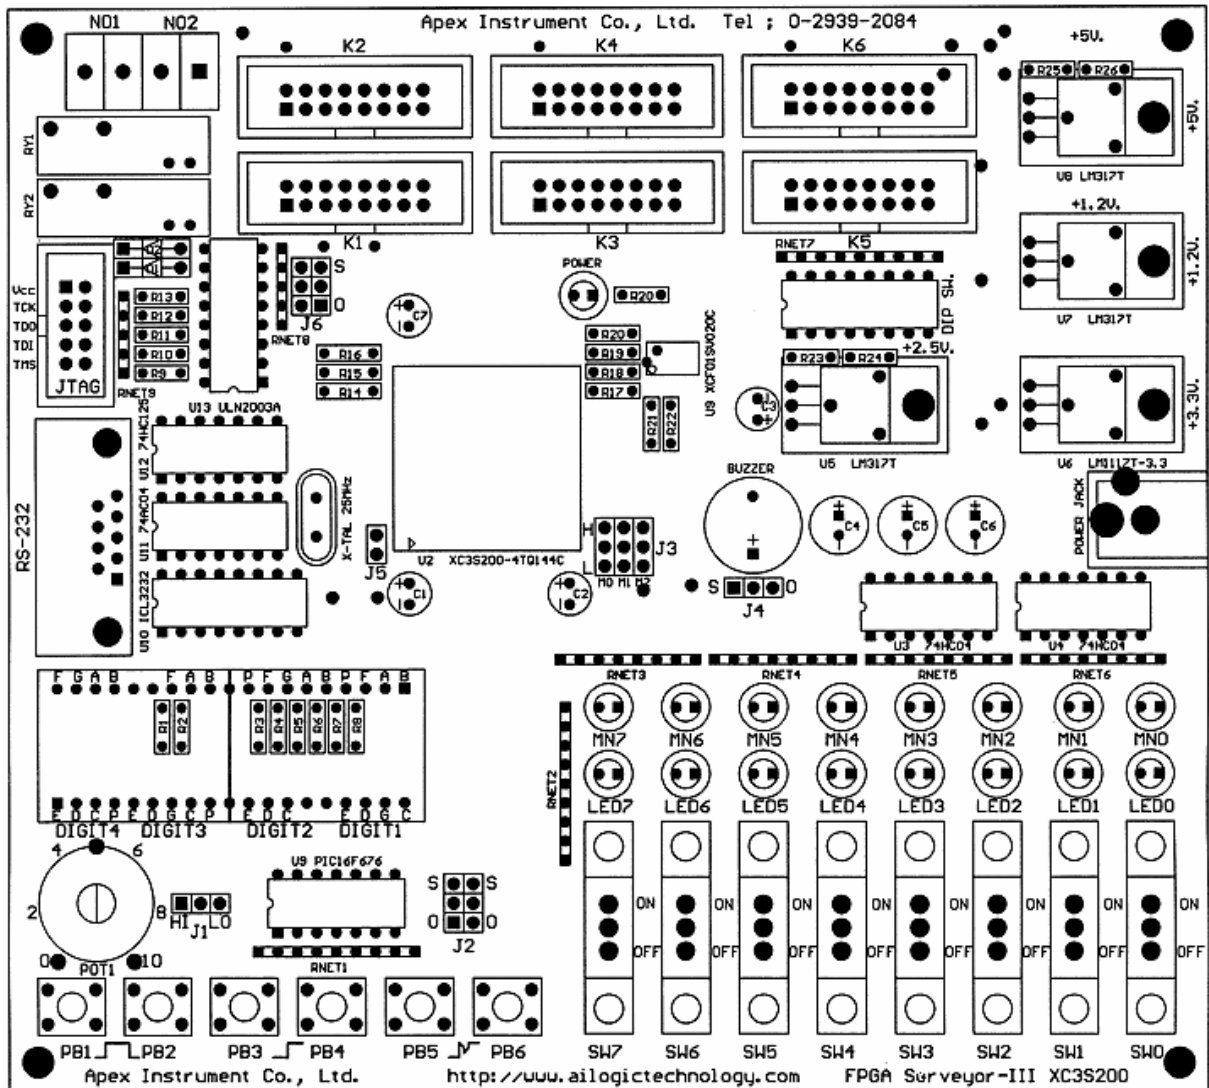 Apex Instrument Co., Ltd. Tel ; 0-2939-2084
NO1 NO2
K2 K4 K6
+5V.
R25 R26
+5V.
RY1
U8 LM317T
RY2
K1 K3 K5
+1.2V.
+1.2V.
U7 LM317T
RNET7
DIP SW.
POWER
R20
S
O
J6
RNET8
C7
Vcc
TCK
TDO
TDI
TMS
JTAG
R13
R12
R11
R10
R9
RNET9
U13 ULN2003A
R16
R15
R14
R20
R19
R18
R17
R21
R22
U9 XCF01SVO20C
+2.5V.
R23 R24
C3
U5 LM317T
+3.3V.
U6 LM1117T-3.3
RS-232
U12 74HC125
U11 74AC04
U10 ICL3232
X-TAL 25MHz
J5
U2 XC3S200-4TQ144C
C1 C2
H
L
J3
M0 M1 M2
BUZZER
S O
J4
C4 C5 C6
POWER JACK
U3 74HC04
U4 74HC04
RNET3 RNET4 RNET5 RNET6
F G A B F A B P F G A B P F A B
R1 R2 R3 R4 R5 R6 R7 R8
E D C P E D G C P E D C E D G C
DIGIT4 DIGIT3 DIGIT2 DIGIT1
RNET2
MN7 MN6 MN5 MN4 MN3 MN2 MN1 MN0
LED7 LED6 LED5 LED4 LED3 LED2 LED1 LED0
4 6
2 8
0 10
POT1
HI LO
J1
U9 PIC16F676
RNET1
S S
O O
J2
ON ON ON ON
OFF OFF OFF OFF
PB1 PB2 PB3 PB4 PB5 PB6
SW7 SW6 SW5 SW4 SW3 SW2 SW1 SW0
Apex Instrument Co., Ltd. http://www.ailogictechnology.com FPGA Surveyor-III XC3S200